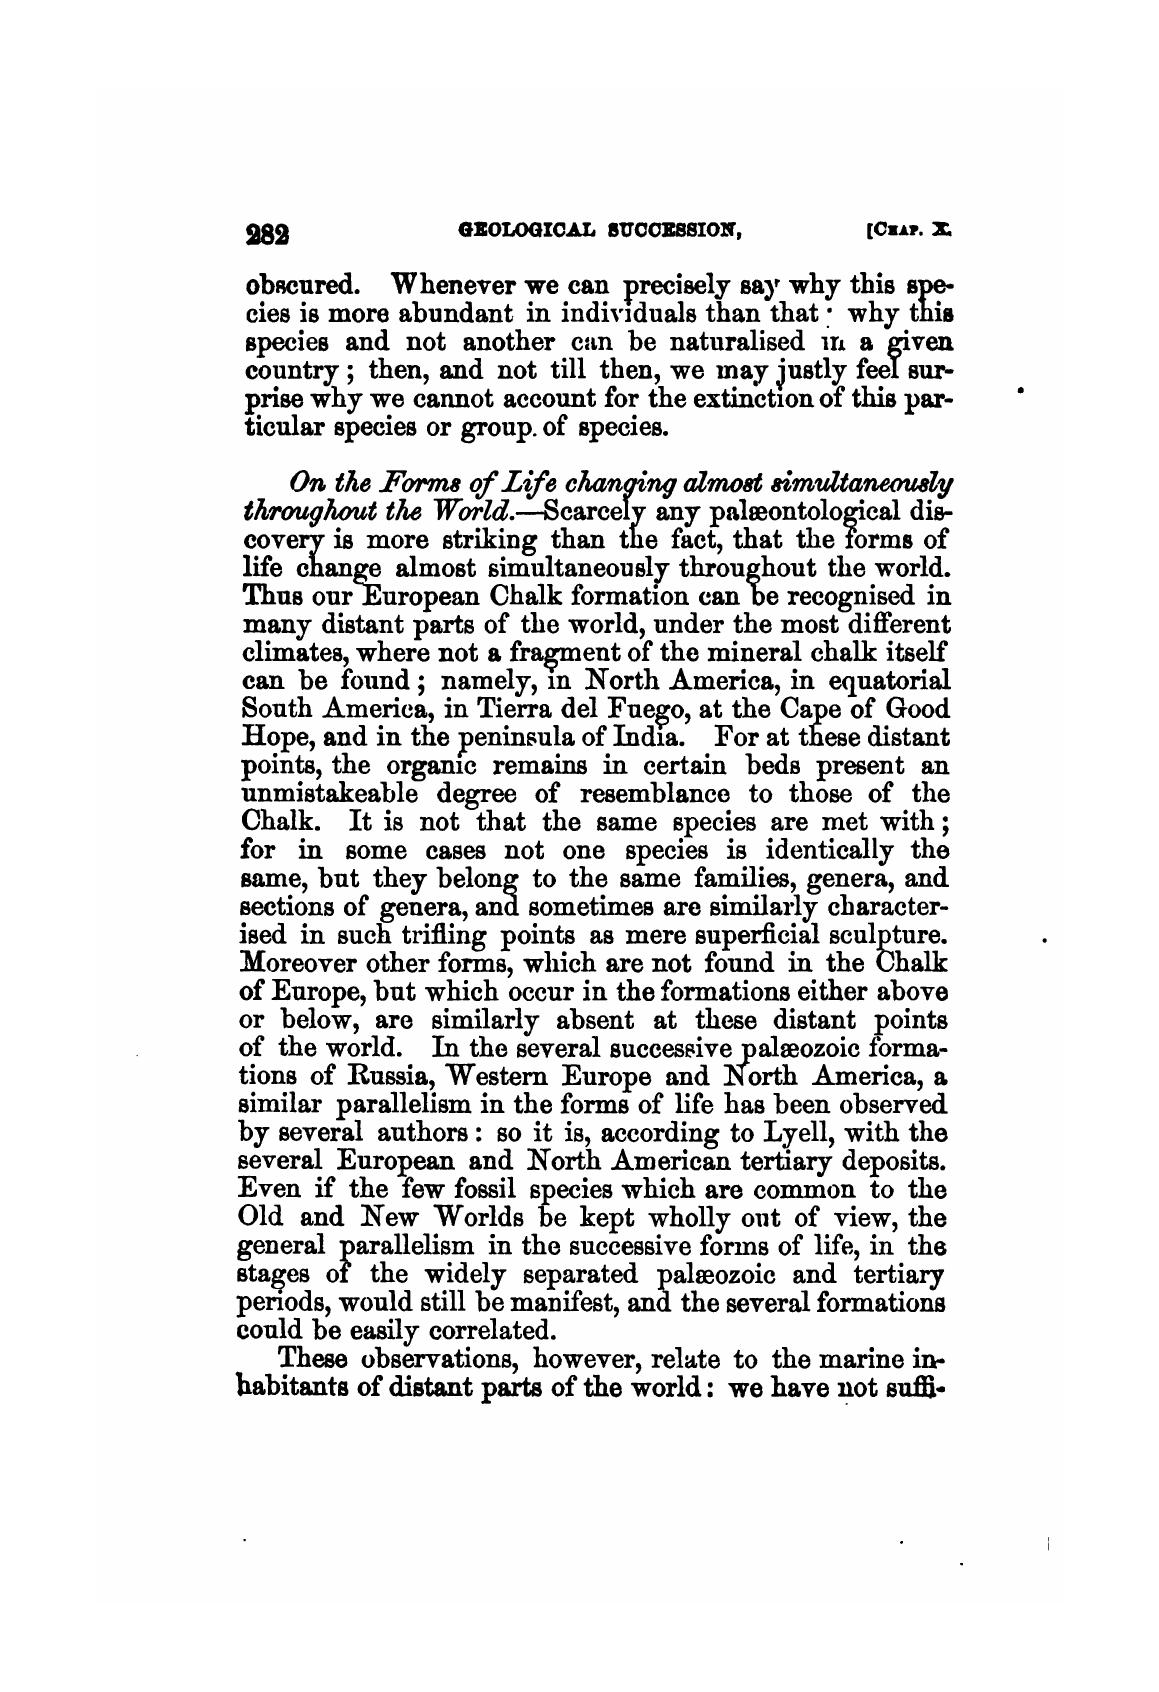 282 GEOLOGICAL SUCCESSION, [CHAP. X.
obscured. Whenever we can precisely say why this spe-
cies is more abundant in individuals than that; why this
species and not another can be naturalised in a given
country; then, and not till then, we may justly feel sur-
prise why we cannot account for the extinction of this par-
ticular species or group. of species.
On the Forms of Life changing almost simultaneously
throughout the World.—Scarcely any palæontological dis-
covery is more striking than the fact, that the forms of
life change almost simultaneously throughout the world.
Thus our European Chalk formation can be recognised in
many distant parts of the world, under the most different
climates, where not a fragment of the mineral chalk itself
can be found; namely, in North America, in equatorial
South America, in Tierra del Fuego, at the Cape of Good
Hope, and in the peninsula of India. For at these distant
points, the organic remains in certain beds present an
unmistakeable degree of resemblance to those of the
Chalk. It is not that the same species are met with;
for in some cases not one species is identically the
same, but they belong to the same families, genera, and
sections of genera, and sometimes are similarly character-
ised in such trifling points as mere superficial sculpture.
Moreover other forms, which are not found in the Chalk
of Europe, but which occur in the formations either above
or below, are similarly absent at these distant points
of the world. In the several successive palæozoic forma-
tions of Russia, Western Europe and North America, a
similar parallelism in the forms of life has been observed
by several authors: so it is, according to Lyell, with the
several European and North American tertiary deposits.
Even if the few fossil species which are common to the
Old and New Worlds be kept wholly out of view, the
general parallelism in the successive forms of life, in the
stages of the widely separated palæozoic and tertiary
periods, would still be manifest, and the several formations
could be easily correlated.
These observations, however, relate to the marine in-
habitants of distant parts of the world: we have not suffi-